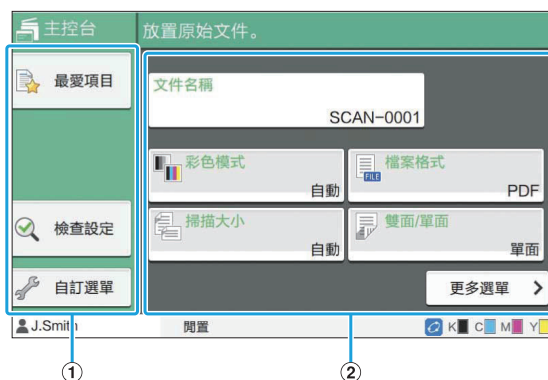 主控台
放置原始文件。
最愛項目
檢查設定
自訂選單
文件名稱
SCAN-0001
彩色模式
自動
檔案格式
FILE
PDF
掃描大小
自動
雙面/單面
單面
更多選單
J.Smith
閒置
K C M Y
1
2